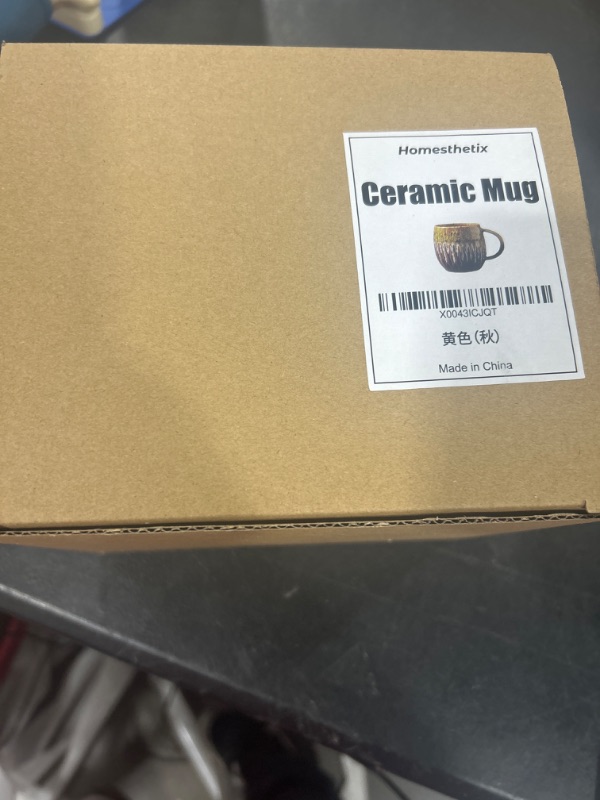 Homesthetix
Ceramic Mug
X0043ICJQT
黄色(秋)
Made in China